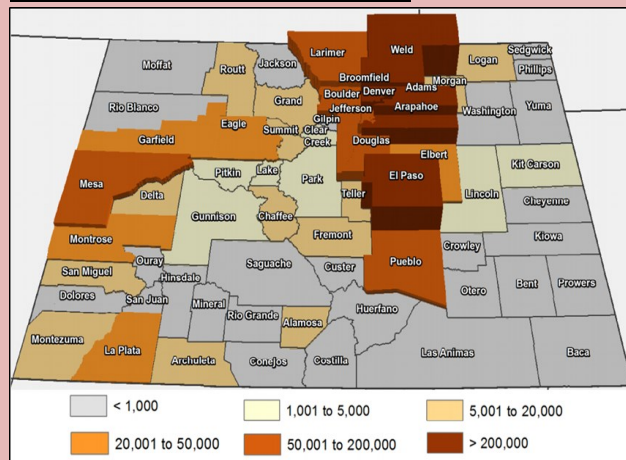 Moffat
Routt
Jackson
Larimer
Weld
Logan
Sedgwick
Phillips
Rio Blanco
Grand
Broomfield
Boulder
Denver
Adams
Morgan
Washington
Yuma
Garfield
Eagle
Summit
Gilpin
Clear
Creek
Jefferson
Arapahoe
Douglas
Elbert
Kit Carson
Mesa
Pitkin
Lake
Park
Teller
El Paso
Lincoln
Cheyenne
Delta
Gunnison
Chaffee
Fremont
Montrose
Ouray
Hinsdale
Saguache
Custer
Pueblo
Crowley
Kiowa
San Miguel
Dolores
San Juan
Mineral
Rio Grande
Alamosa
Huerfano
Otero
Bent
Prowers
Montezuma
La Plata
Archuleta
Conejos
Costilla
Las Animas
Baca
< 1,000
1,001 to 5,000
5,001 to 20,000
20,001 to 50,000
50,001 to 200,000
> 200,000